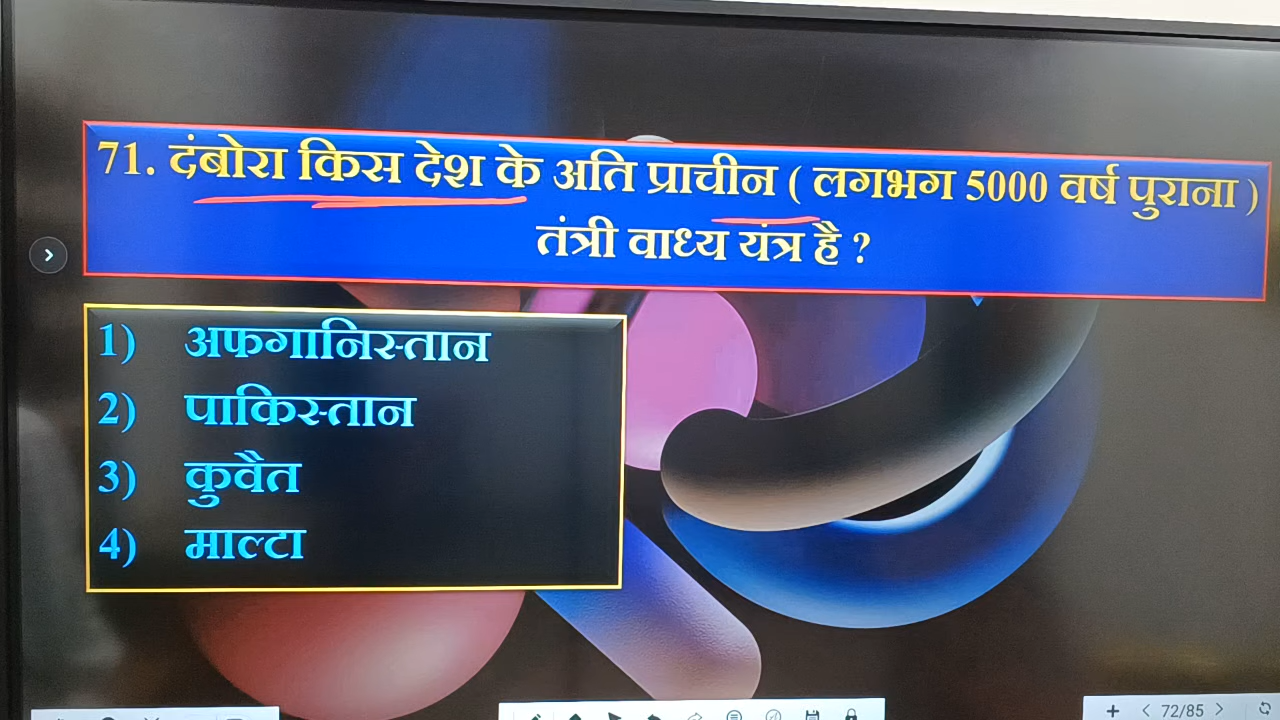 71. दंबोरा किस देश के अति प्राचीन ( लगभग 5000 वर्ष पुराना )
तंत्री वाध्य यंत्र है ?
1) अफगानिस्तान
2) पाकिस्तान
3) कुवैत
4) माल्टा
72/85